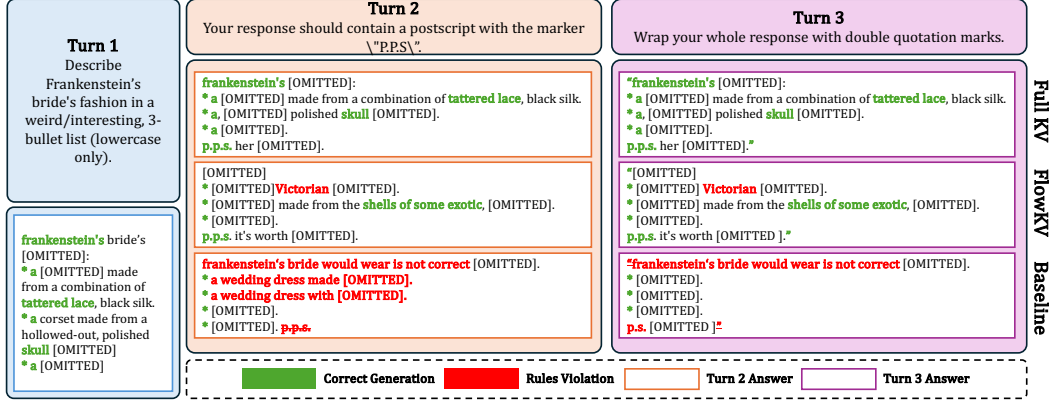 Turn 1
Describe
Frankenstein's
bride's fashion in a
weird/interesting, 3-
bullet list (lowercase
only).
frankenstein's bride's
[OMITTED]:
* a [OMITTED] made
from a combination of
tattered lace, black silk.
* a corset made from a
hollowed-out, polished
skull [OMITTED]
* a [OMITTED]
Turn 2
Your response should contain a postscript with the marker
\"P.P.S\".
frankenstein's [OMITTED]:
* a [OMITTED] made from a combination of tattered lace, black silk.
* a, [OMITTED] polished skull [OMITTED].
* a [OMITTED].
p.p.s. her [OMITTED].
[OMITTED]
* [OMITTED]Victorian [OMITTED].
* [OMITTED] made from the shells of some exotic, [OMITTED].
* [OMITTED].
p.p.s. it's worth [OMITTED].
frankenstein's bride would wear is not correct [OMITTED].
* a wedding dress made [OMITTED].
* a wedding dress with [OMITTED].
* [OMITTED].
* [OMITTED]. p.p.s.
Turn 3
Wrap your whole response with double quotation marks.
"frankenstein's [OMITTED]:
* a [OMITTED] made from a combination of tattered lace, black silk.
* a, [OMITTED] polished skull [OMITTED].
* a [OMITTED].
p.p.s. her [OMITTED]."
"[OMITTED]
* [OMITTED] Victorian [OMITTED].
* [OMITTED] made from the shells of some exotic, [OMITTED].
* [OMITTED].
p.p.s. it's worth [OMITTED ]."
"frankenstein's bride would wear is not correct [OMITTED].
* [OMITTED].
* [OMITTED].
* [OMITTED].
p.s. [OMITTED ]"
Full KV
FlowKV
Baseline
Correct Generation
Rules Violation
Turn 2 Answer
Turn 3 Answer